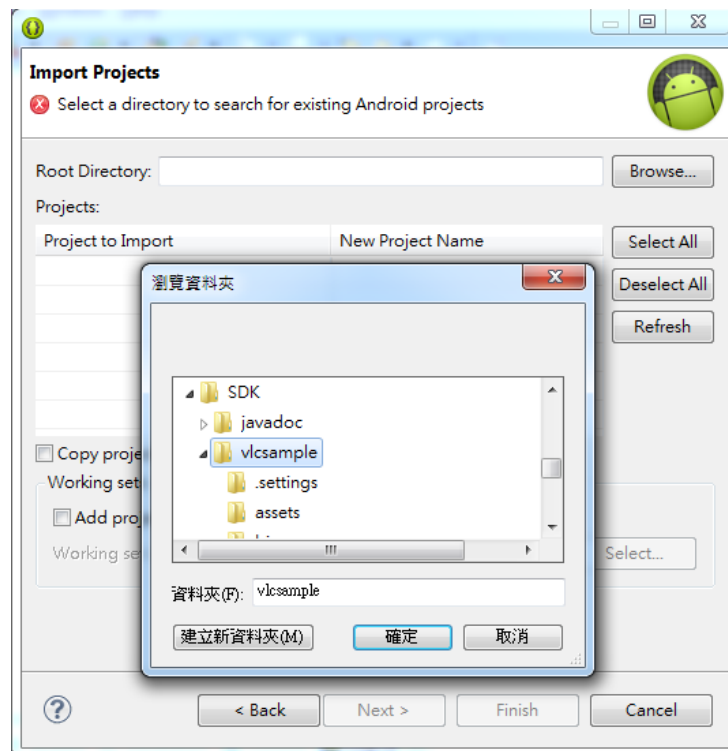 Import Projects
Select a directory to search for existing Android projects
Root Directory:
Browse...
Projects:
Project to Import
New Project Name
Select All
Deselect All
Refresh
瀏覽資料夾
SDK
javadoc
vlcsample
.settings
assets
資料夾(F):
vlcsample
建立新資料夾(M)
確定
取消
Copy proje
Working set
Add proj
Working se
Select...
?
< Back
Next >
Finish
Cancel